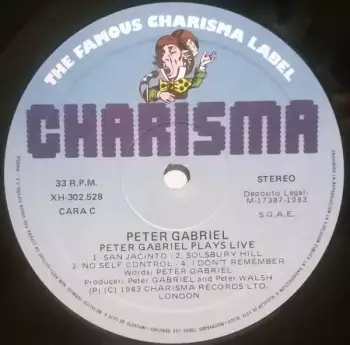 THE FAMOUS CHARISMA LABEL
CHARISMA
33 R.P.M.
XH-302.528
CARA C
STEREO
Deposito Legal:
M-17387-1983
S.G.A.E.
PETER GABRIEL
PETER GABRIEL PLAYS LIVE
1. SAN JACINTO - 2. SOLSBURY HILL
3. NO SELF CONTROL - 4. I DON'T REMEMBER
Words: PETER GABRIEL
Producer: Peter GABRIEL and Peter WALSH
(P) (C) 1983 CHARISMA RECORDS LTD.
LONDON